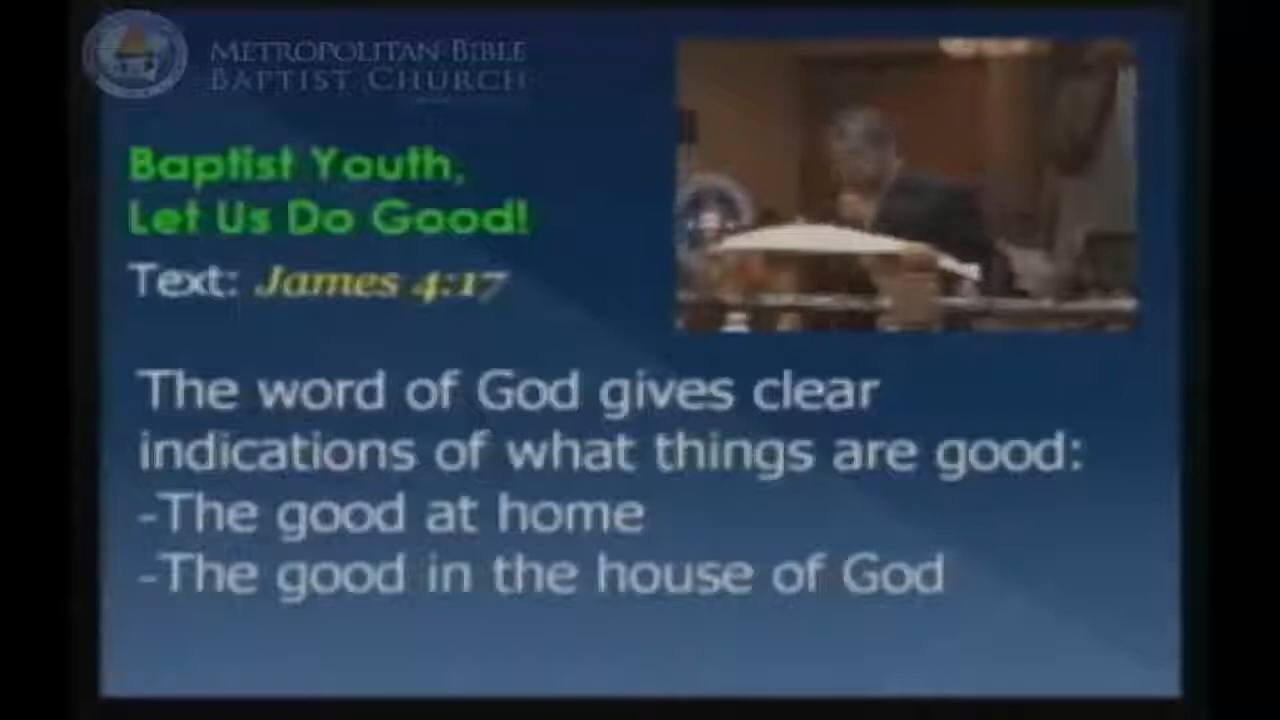 METROPOLITAN BIBLE
BAPTIST CHURCH
Baptist Youth,
Let Us Do Good!
Text: James 4:17
The word of God gives clear
indications of what things are good:
-The good at home
-The good in the house of God